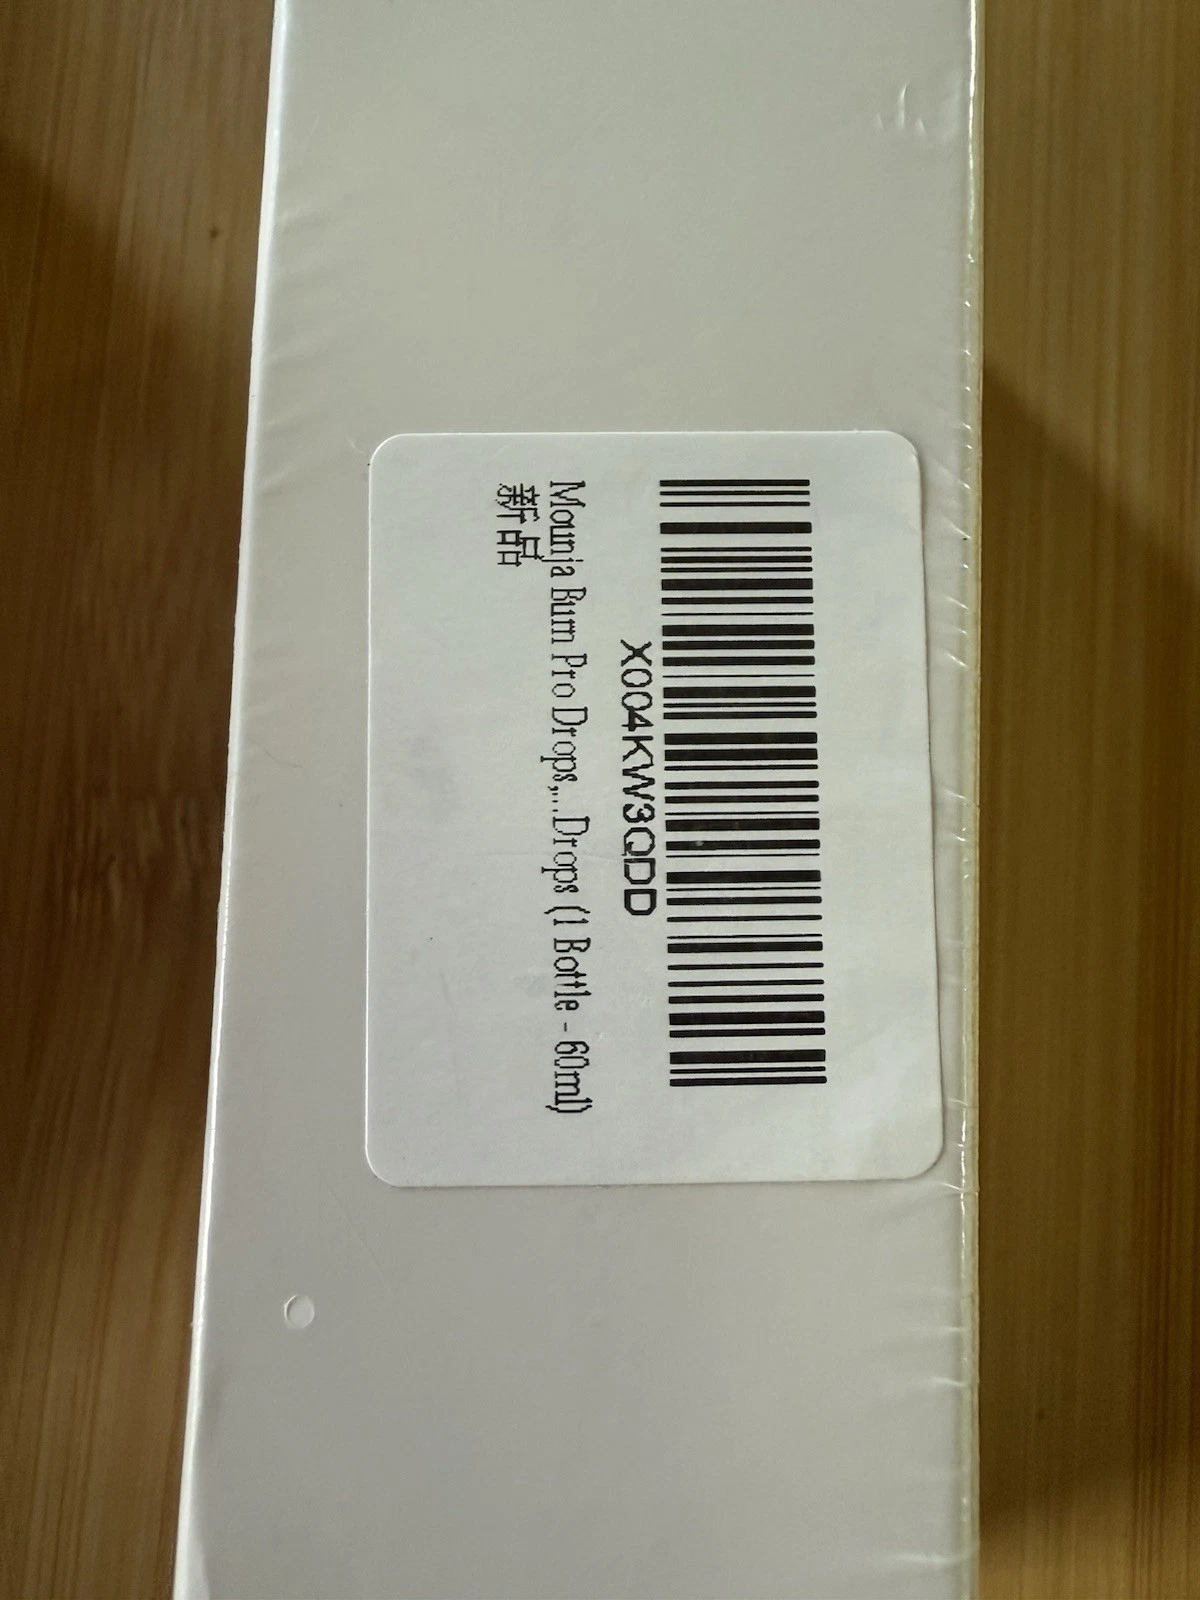 X004KW3QDD
Mounja Burn Pro Drops,...Drops (1 Bottle - 60ml)
新品